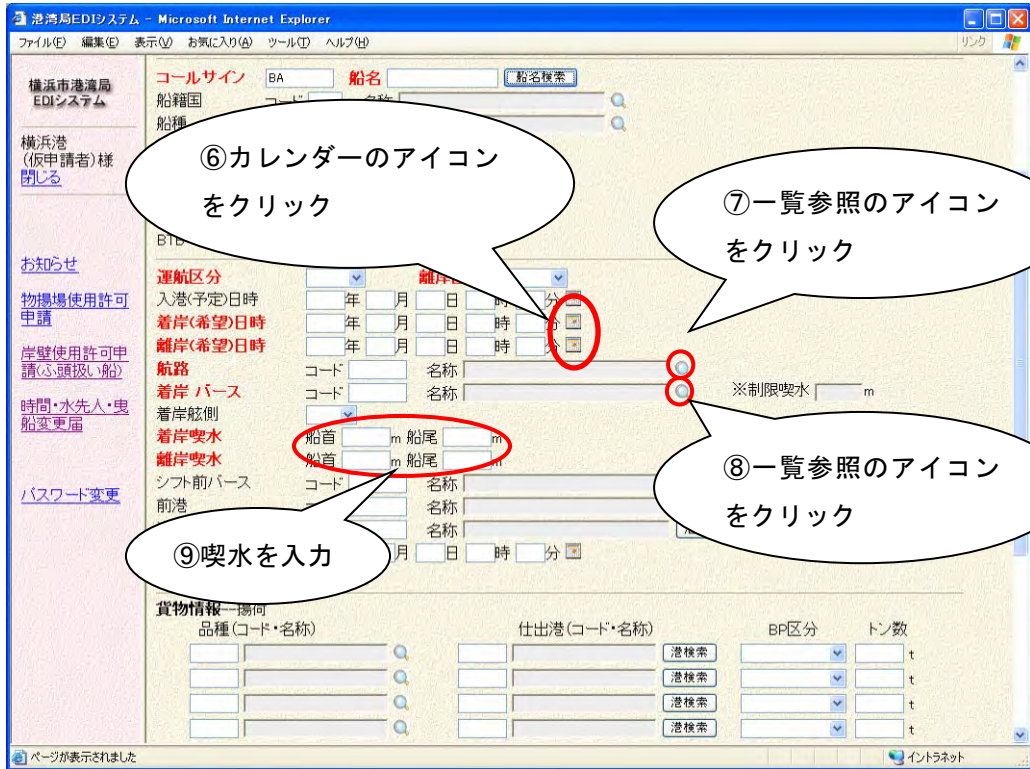 港湾局EDIシステム - Microsoft Internet Explorer
ファイル(F) 編集(E) 表示(V) お気に入り(A) ツール(T) ヘルプ(H) リンク
横浜市港湾局
EDIシステム
横浜港
(仮申請者)様
閉じる
お知らせ
物揚場使用許可
申請
岸壁使用許可申
請(ふ頭扱い船)
時間・水先人・曳
船変更届
パスワード変更
コールサイン BA 船名 船名検索
船籍国 コード 名称
船種
⑥カレンダーのアイコン
をクリック
⑦一覧参照のアイコン
をクリック
運航区分
入港(予定)日時 年 月 日 時 分
着岸(希望)日時 年 月 日 時 分
離岸(希望)日時 年 月 日 時 分
航路 コード 名称
着岸 バース コード 名称 ※制限喫水 m
着岸舷側
着岸喫水 船首 m 船尾 m
離岸喫水 船首 m 船尾 m
シフト前バース コード 名称
前港 名称
名称
月 日 時 分
⑧一覧参照のアイコン
をクリック
⑨喫水を入力
貨物情報--揚荷
品種(コード・名称) 仕出港(コード・名称) BP区分 トン数
港検索 t
港検索 t
港検索 t
港検索 t
ページが表示されました イントラネット